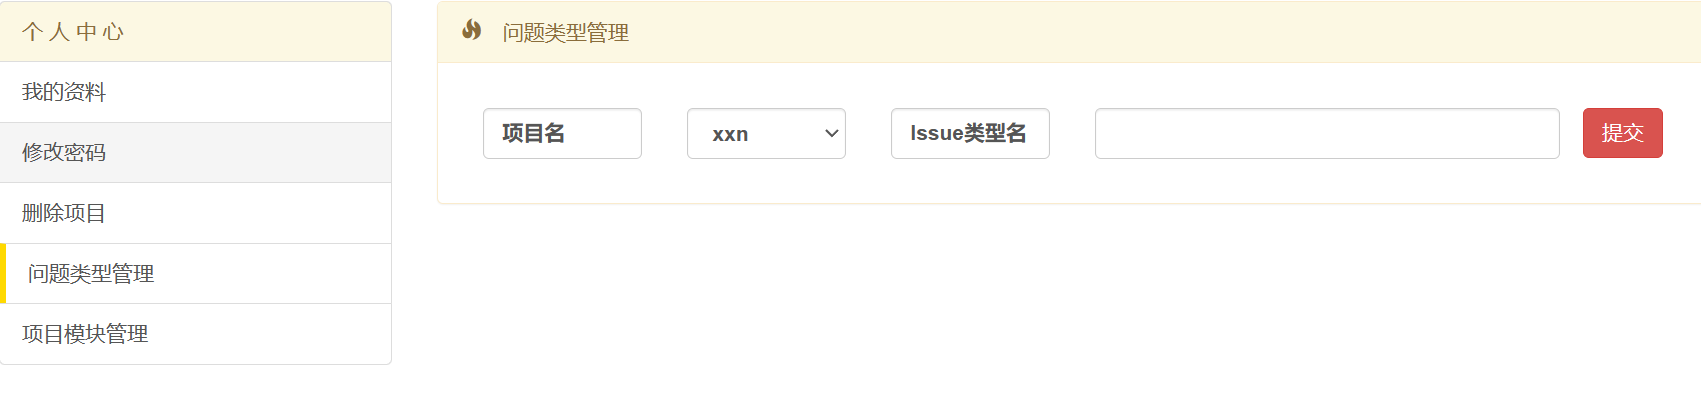 个 人 中 心
我的资料
修改密码
删除项目
问题类型管理
项目模块管理
问题类型管理
项目名 xxn Issue类型名 提交